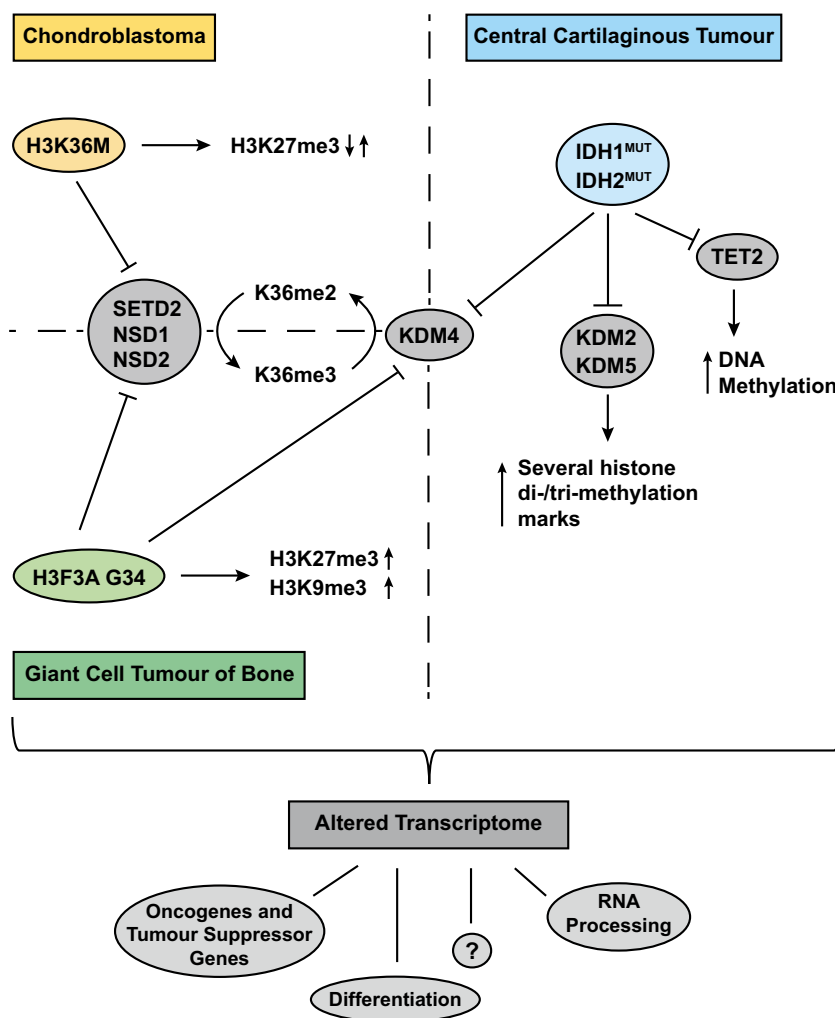 Chondroblastoma
Central Cartilaginous Tumour
H3K36M
H3K27me3 ↓↑
IDH1ᴹᵁᵀ
IDH2ᴹᵁᵀ
TET2
SETD2
NSD1
NSD2
K36me2
K36me3
KDM4
KDM2
KDM5
↑ DNA
Methylation
↑ Several histone
di-/tri-methylation
marks
H3F3A G34
H3K27me3 ↑
H3K9me3 ↑
Giant Cell Tumour of Bone
Altered Transcriptome
Oncogenes and
Tumour Suppressor
Genes
Differentiation
?
RNA
Processing